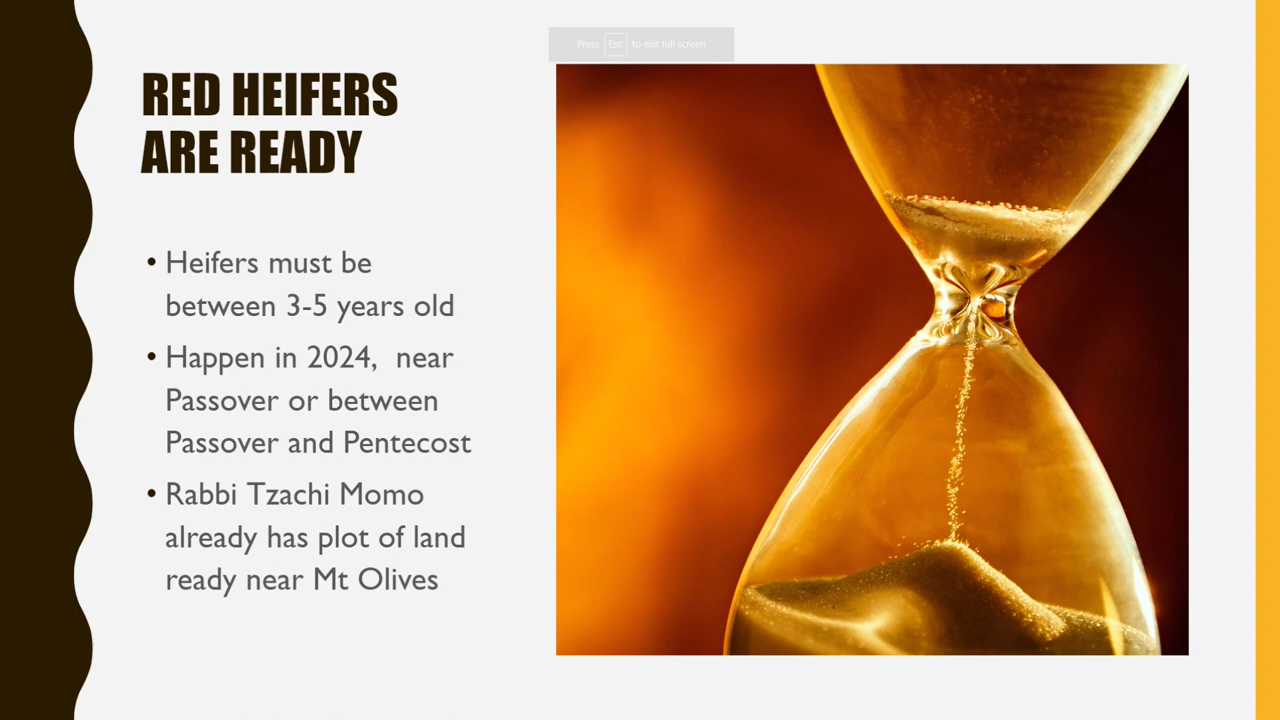 Press Esc to exit full screen
RED HEIFERS
ARE READY
• Heifers must be
between 3-5 years old
• Happen in 2024,  near
Passover or between
Passover and Pentecost
• Rabbi Tzachi Momo
already has plot of land
ready near Mt Olives